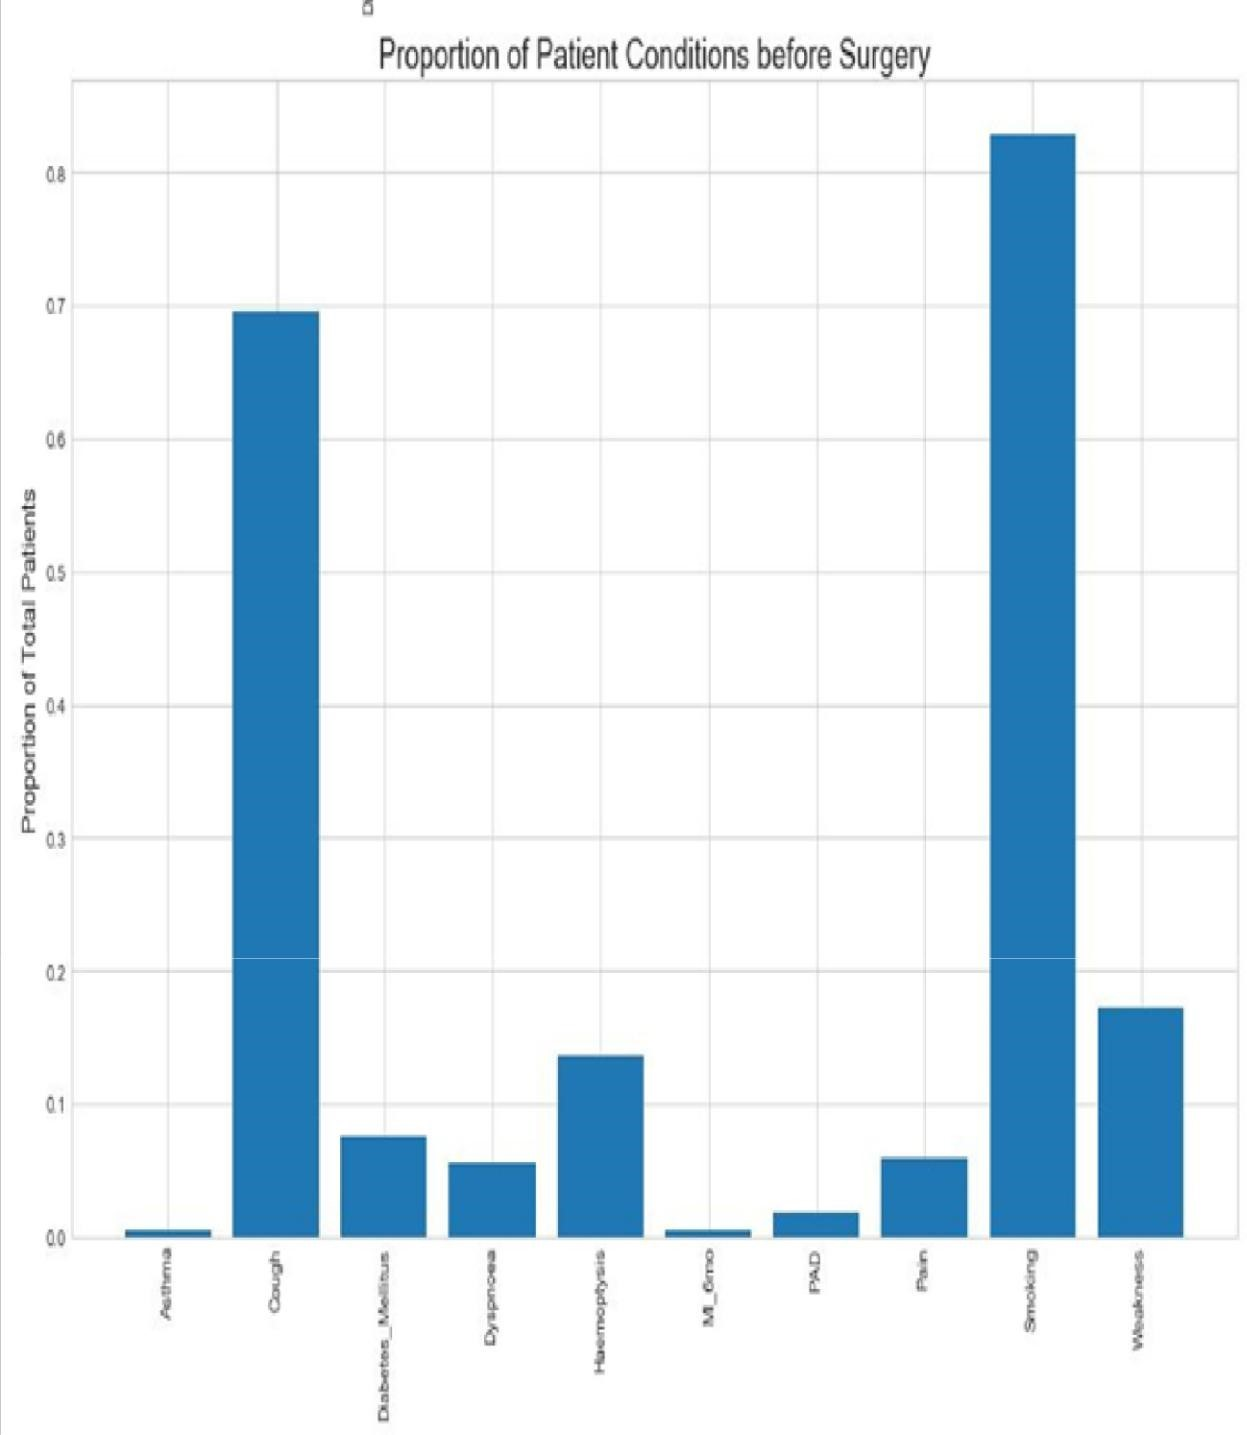 Proportion of Patient Conditions before Surgery
0.8
0.7
0.6
0.5
0.4
0.3
0.2
0.1
0.0
Proportion of Total Patients
Asthma
Cough
Diabetes_Mellitus
Dyspnoea
Haemoptysis
MI_6mo
PAD
Pain
Smoking
Weakness